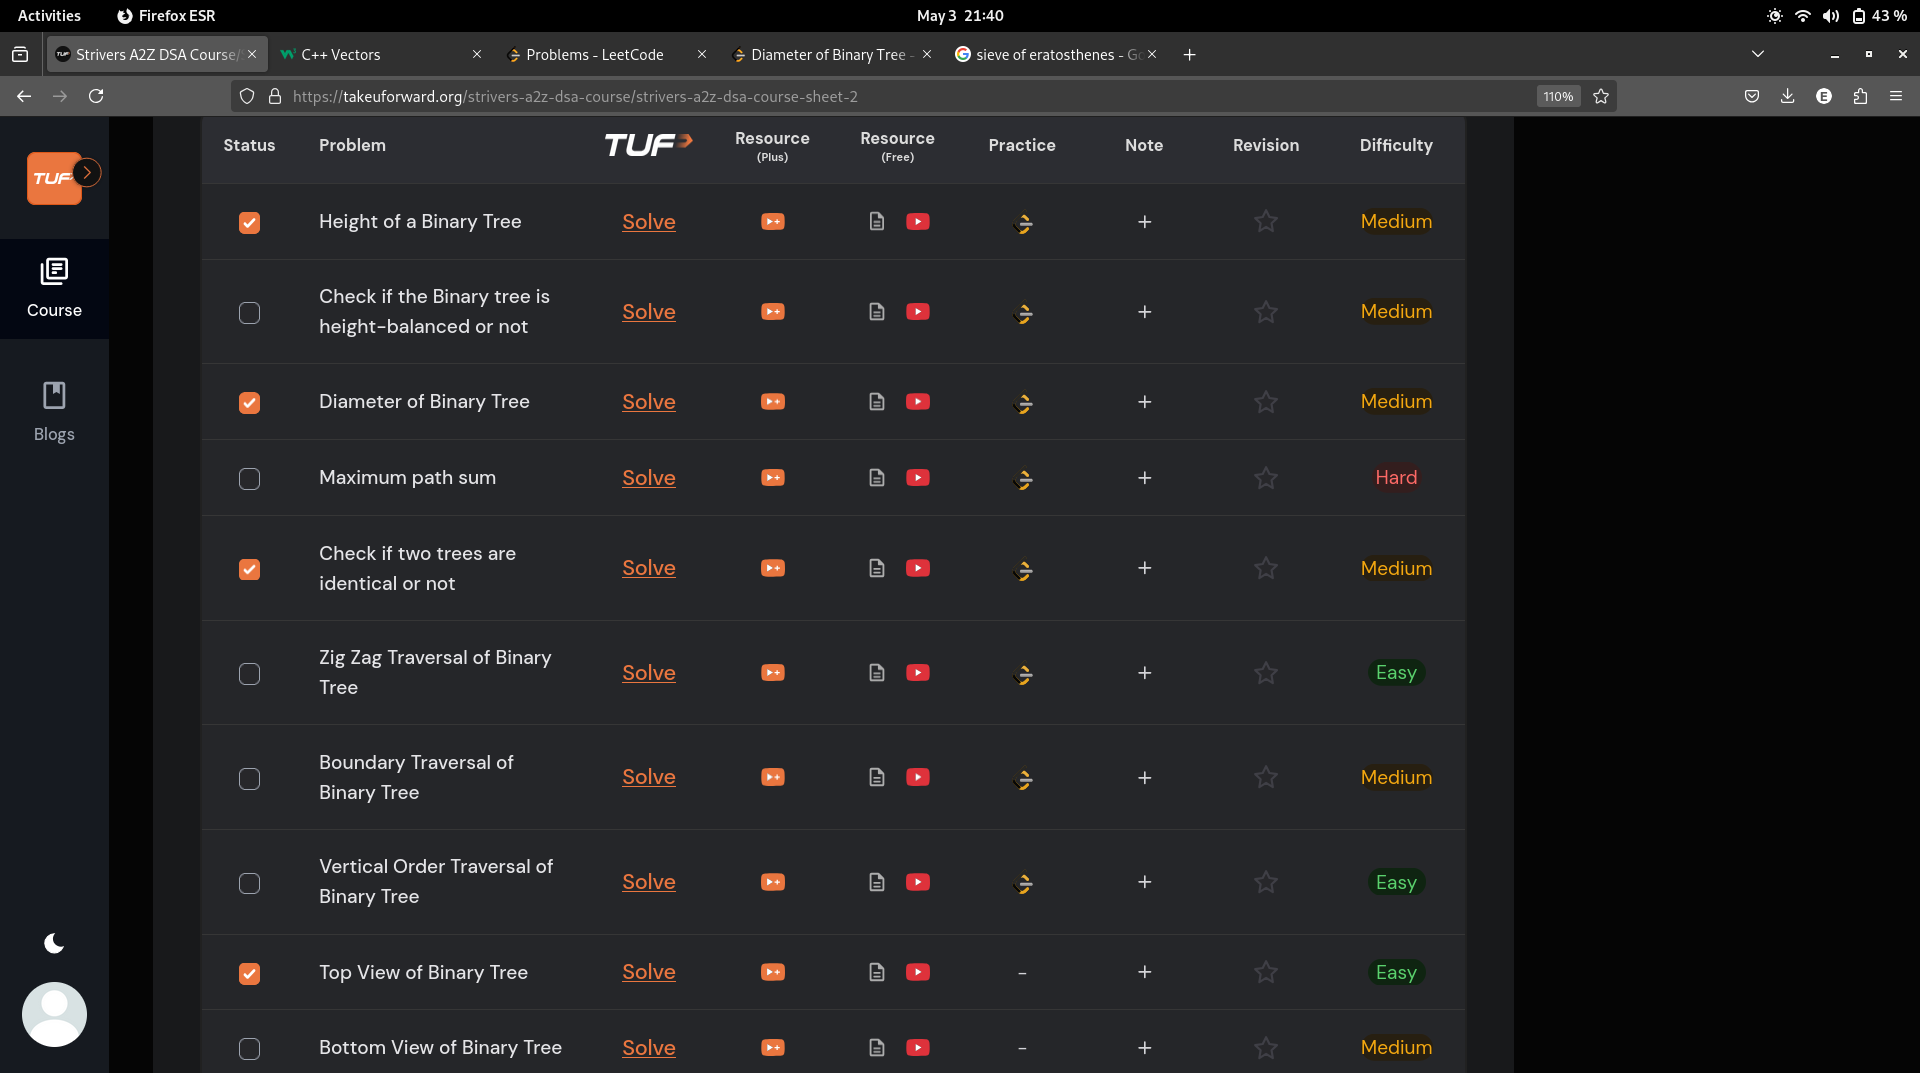 Activities Firefox ESR May 3 21:40 43 %
Strivers A2Z DSA Course/ C++ Vectors Problems - LeetCode Diameter of Binary Tree - sieve of eratosthenes - Go
https://takeuforward.org/strivers-a2z-dsa-course/strivers-a2z-dsa-course-sheet-2 110% E
TUF
Course
Blogs
Status Problem TUF Resource (Plus) Resource (Free) Practice Note Revision Difficulty
Height of a Binary Tree Solve + Medium
Check if the Binary tree is
height-balanced or not Solve + Medium
Diameter of Binary Tree Solve + Medium
Maximum path sum Solve + Hard
Check if two trees are
identical or not Solve + Medium
Zig Zag Traversal of Binary
Tree Solve + Easy
Boundary Traversal of
Binary Tree Solve + Medium
Vertical Order Traversal of
Binary Tree Solve + Easy
Top View of Binary Tree Solve - + Easy
Bottom View of Binary Tree Solve - + Medium